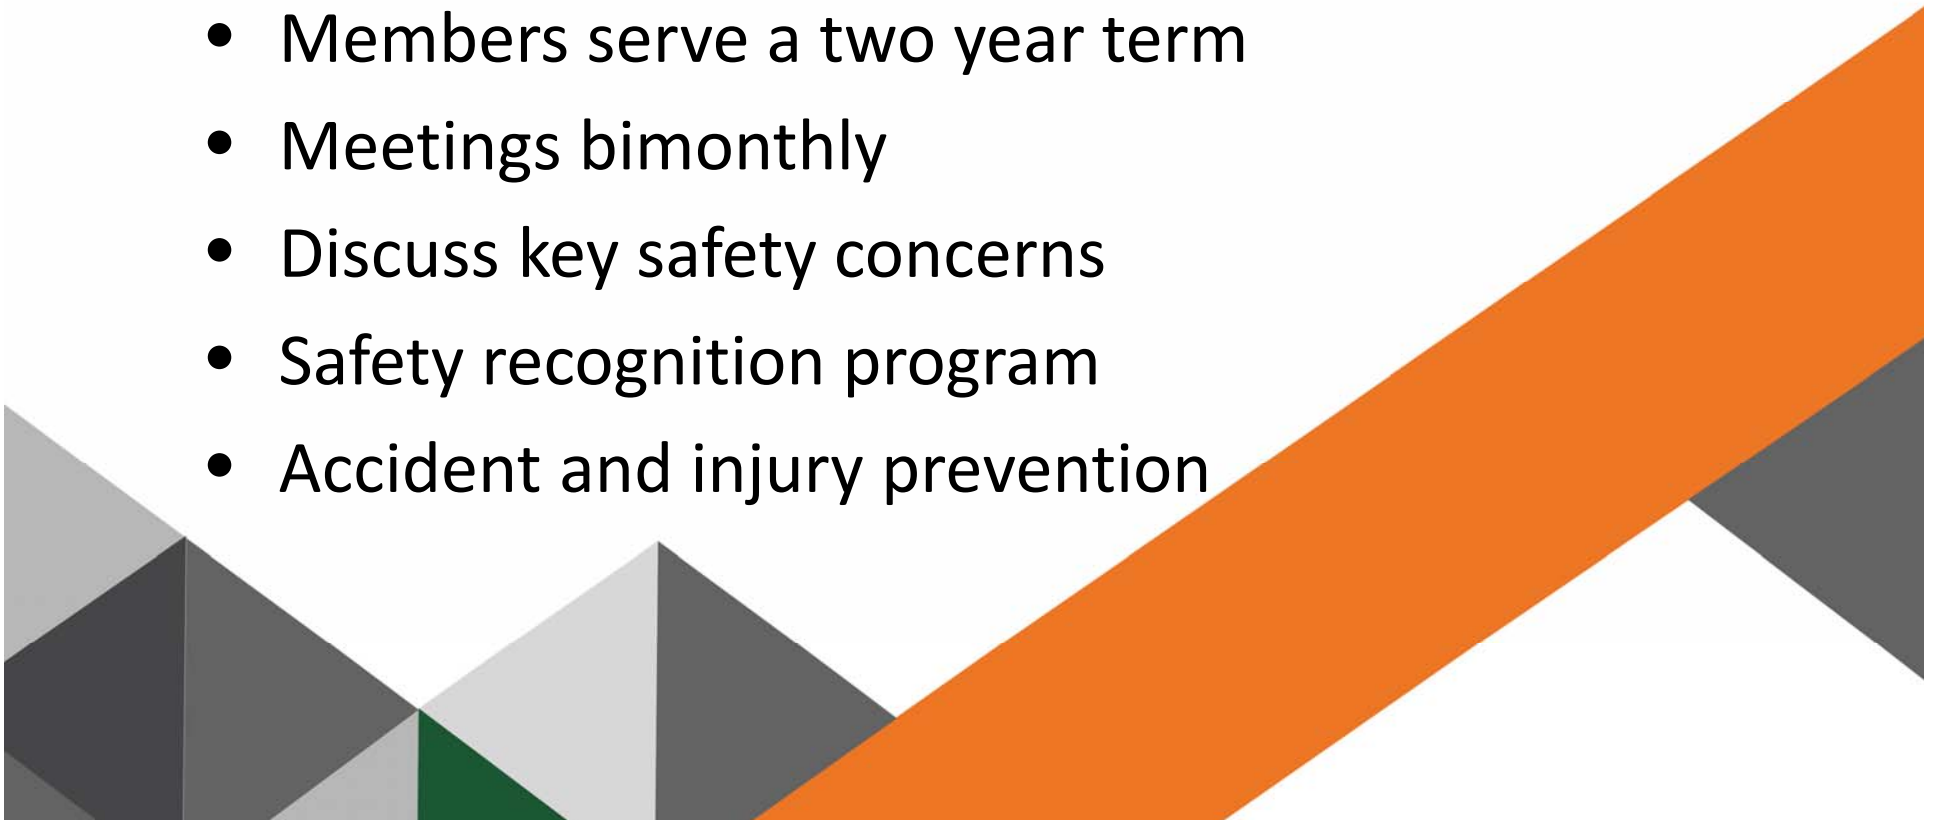 • Members serve a two year term
• Meetings bimonthly
• Discuss key safety concerns
• Safety recognition program
• Accident and injury prevention